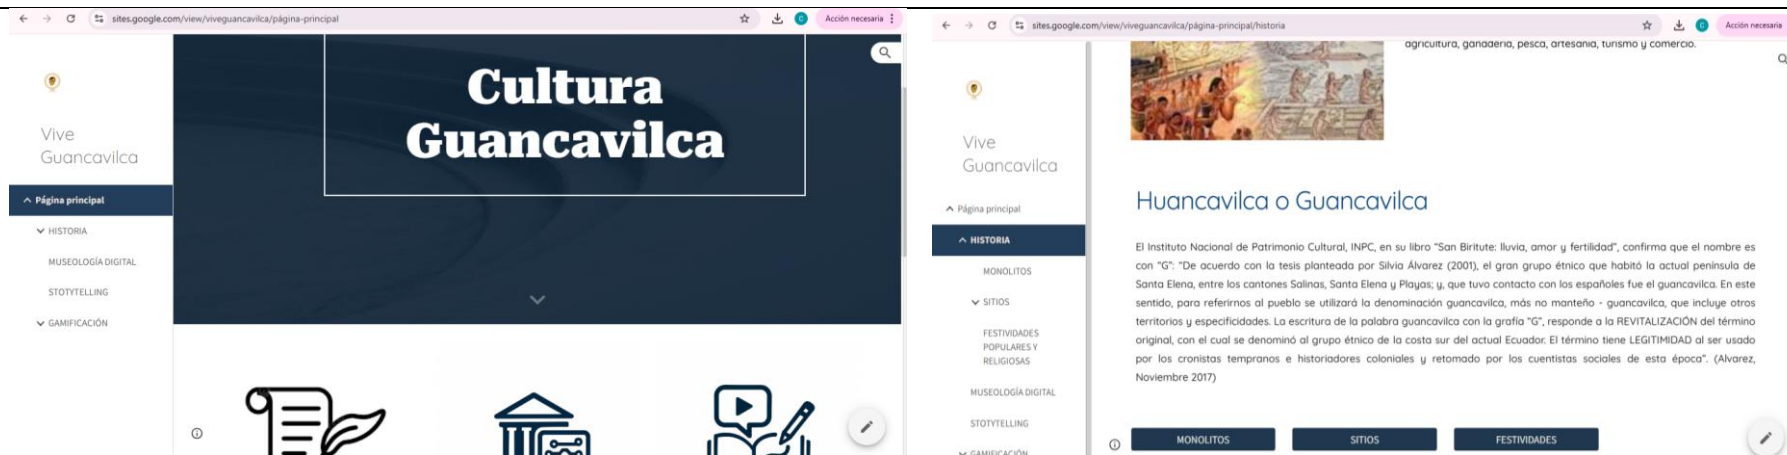 sites.google.com/view/viveguancavilca/página-principal
Acción necesaria
Vive
Guancavilca
Página principal
HISTORIA
MUSEOLOGÍA DIGITAL
STOTYTELLING
GAMIFICACIÓN
Cultura
Guancavilca
sites.google.com/view/viveguancavilca/página-principal/historia
Acción necesaria
Vive
Guancavilca
Página principal
HISTORIA
MONOLITOS
SITIOS
FESTIVIDADES
POPULARES Y
RELIGIOSAS
MUSEOLOGÍA DIGITAL
STOTYTELLING
GAMIFICACIÓN
agricultura, ganadería, pesca, artesanía, turismo y comercio.
Huancavilca o Guancavilca
El Instituto Nacional de Patrimonio Cultural, INPC, en su libro "San Biritute: lluvia, amor y fertilidad", confirma que el nombre es
con "G": "De acuerdo con la tesis planteada por Silvia Álvarez (2001), el gran grupo étnico que habitó la actual península de
Santa Elena, entre los cantones Salinas, Santa Elena y Playas; y, que tuvo contacto con los españoles fue el guancavilca. En este
sentido, para referirnos al pueblo se utilizará la denominación guancavilca, más no manteño - guancavilca, que incluye otros
territorios y especificidades. La escritura de la palabra guancavilca con la grafía "G", responde a la REVITALIZACIÓN del término
original, con el cual se denominó al grupo étnico de la costa sur del actual Ecuador. El término tiene LEGITIMIDAD al ser usado
por los cronistas tempranos e historiadores coloniales y retomado por los cuentistas sociales de esta época". (Alvarez,
Noviembre 2017)
MONOLITOS
SITIOS
FESTIVIDADES